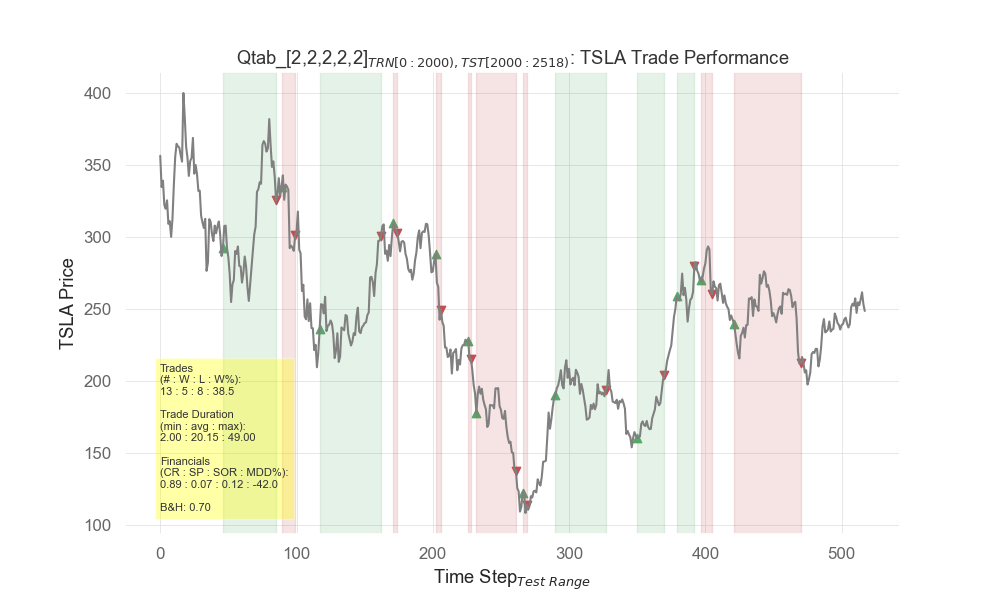 Qtab_[2,2,2,2,2]TRN[0 : 2000), TST[2000 : 2518): TSLA Trade Performance
TSLA Price
400
350
300
250
200
150
100
Trades
(# : W : L : W%):
13 : 5 : 8 : 38.5
Trade Duration
(min : avg : max):
2.00 : 20.15 : 49.00
Financials
(CR : SP : SOR : MDD%):
0.89 : 0.07 : 0.12 : -42.0
B&H: 0.70
0 100 200 300 400 500
Time StepTest Range